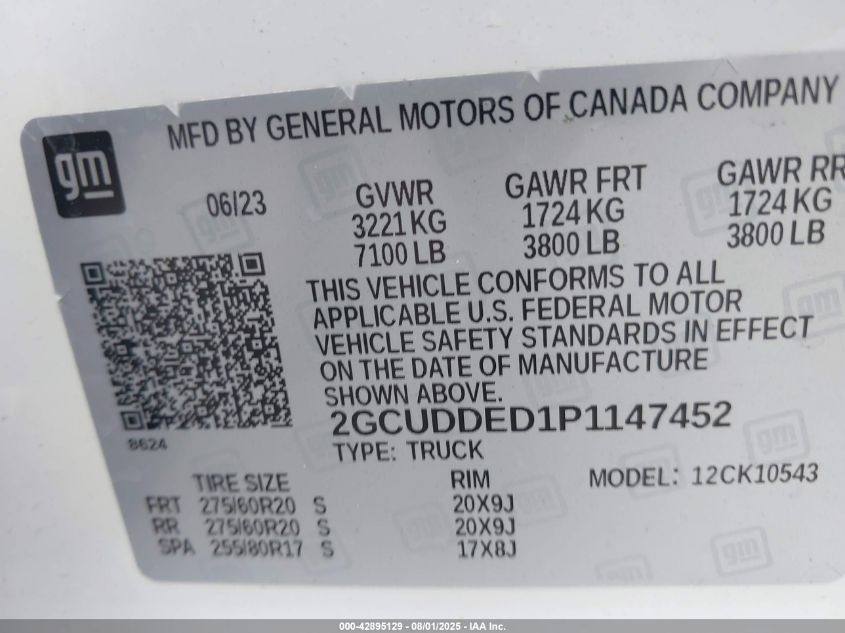 MFD BY GENERAL MOTORS OF CANADA COMPANY
gm
06/23
GVWR GAWR FRT GAWR RR
3221 KG 1724 KG 1724 KG
7100 LB 3800 LB 3800 LB
THIS VEHICLE CONFORMS TO ALL
APPLICABLE U.S. FEDERAL MOTOR
VEHICLE SAFETY STANDARDS IN EFFECT
ON THE DATE OF MANUFACTURE
SHOWN ABOVE.
2GCUDDED1P1147452
8624
TYPE: TRUCK
TIRE SIZE RIM MODEL: 12CK10543
FRT 275/60R20 S 20X9J
RR 275/60R20 S 20X9J
SPA 255/80R17 S 17X8J
000-42895129 - 08/01/2025 - IAA Inc.